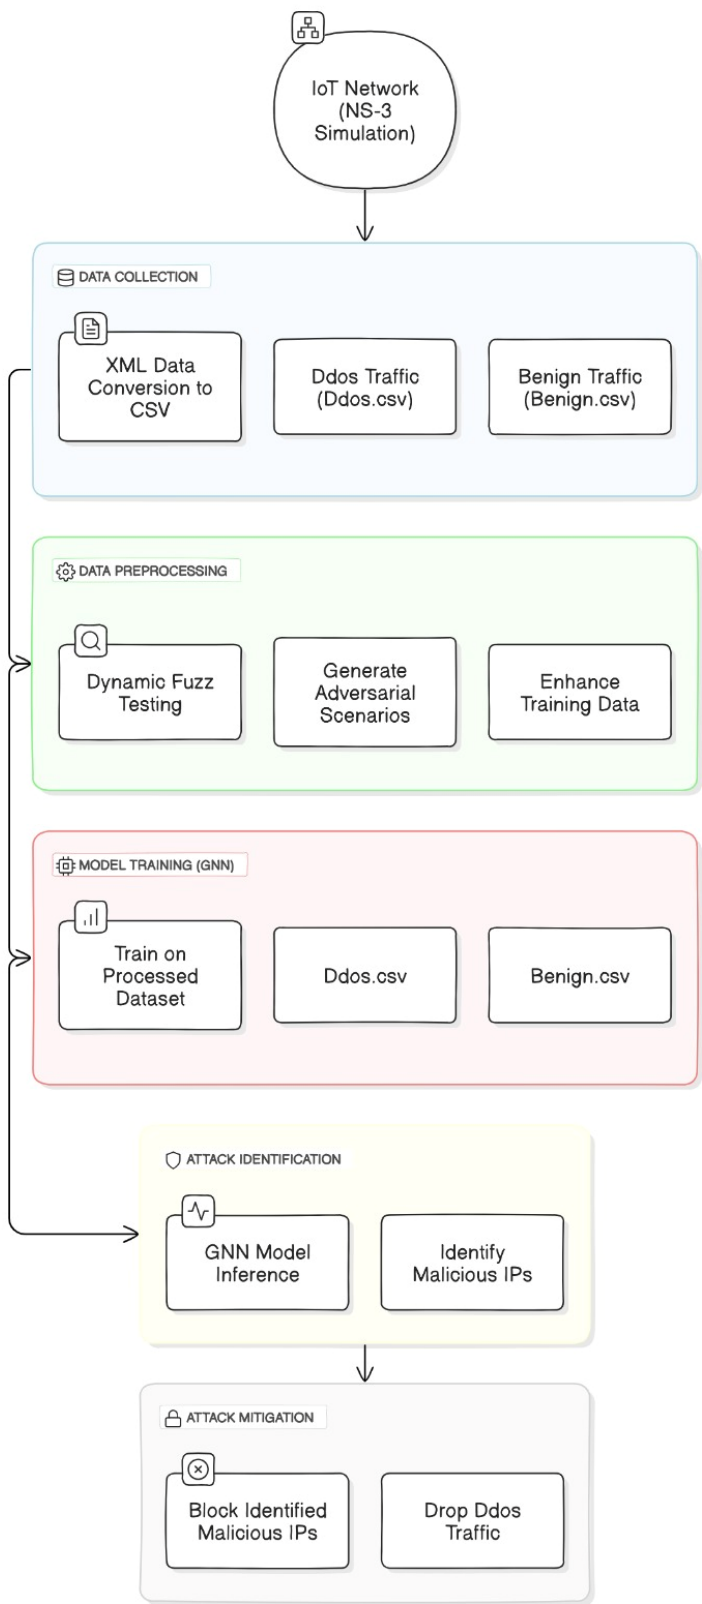 IoT Network
(NS-3
Simulation)
DATA COLLECTION
XML Data
Conversion to
CSV
Ddos Traffic
(Ddos.csv)
Benign Traffic
(Benign.csv)
DATA PREPROCESSING
Dynamic Fuzz
Testing
Generate
Adversarial
Scenarios
Enhance
Training Data
MODEL TRAINING (GNN)
Train on
Processed
Dataset
Ddos.csv
Benign.csv
ATTACK IDENTIFICATION
GNN Model
Inference
Identify
Malicious IPs
ATTACK MITIGATION
Block Identified
Malicious IPs
Drop Ddos
Traffic